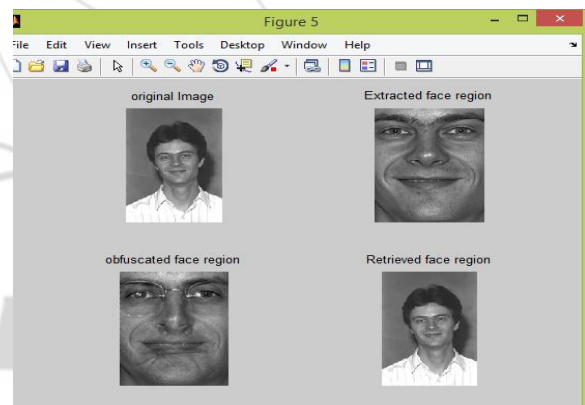 Figure 5
File Edit View Insert Tools Desktop Window Help
original Image
Extracted face region
obfuscated face region
Retrieved face region